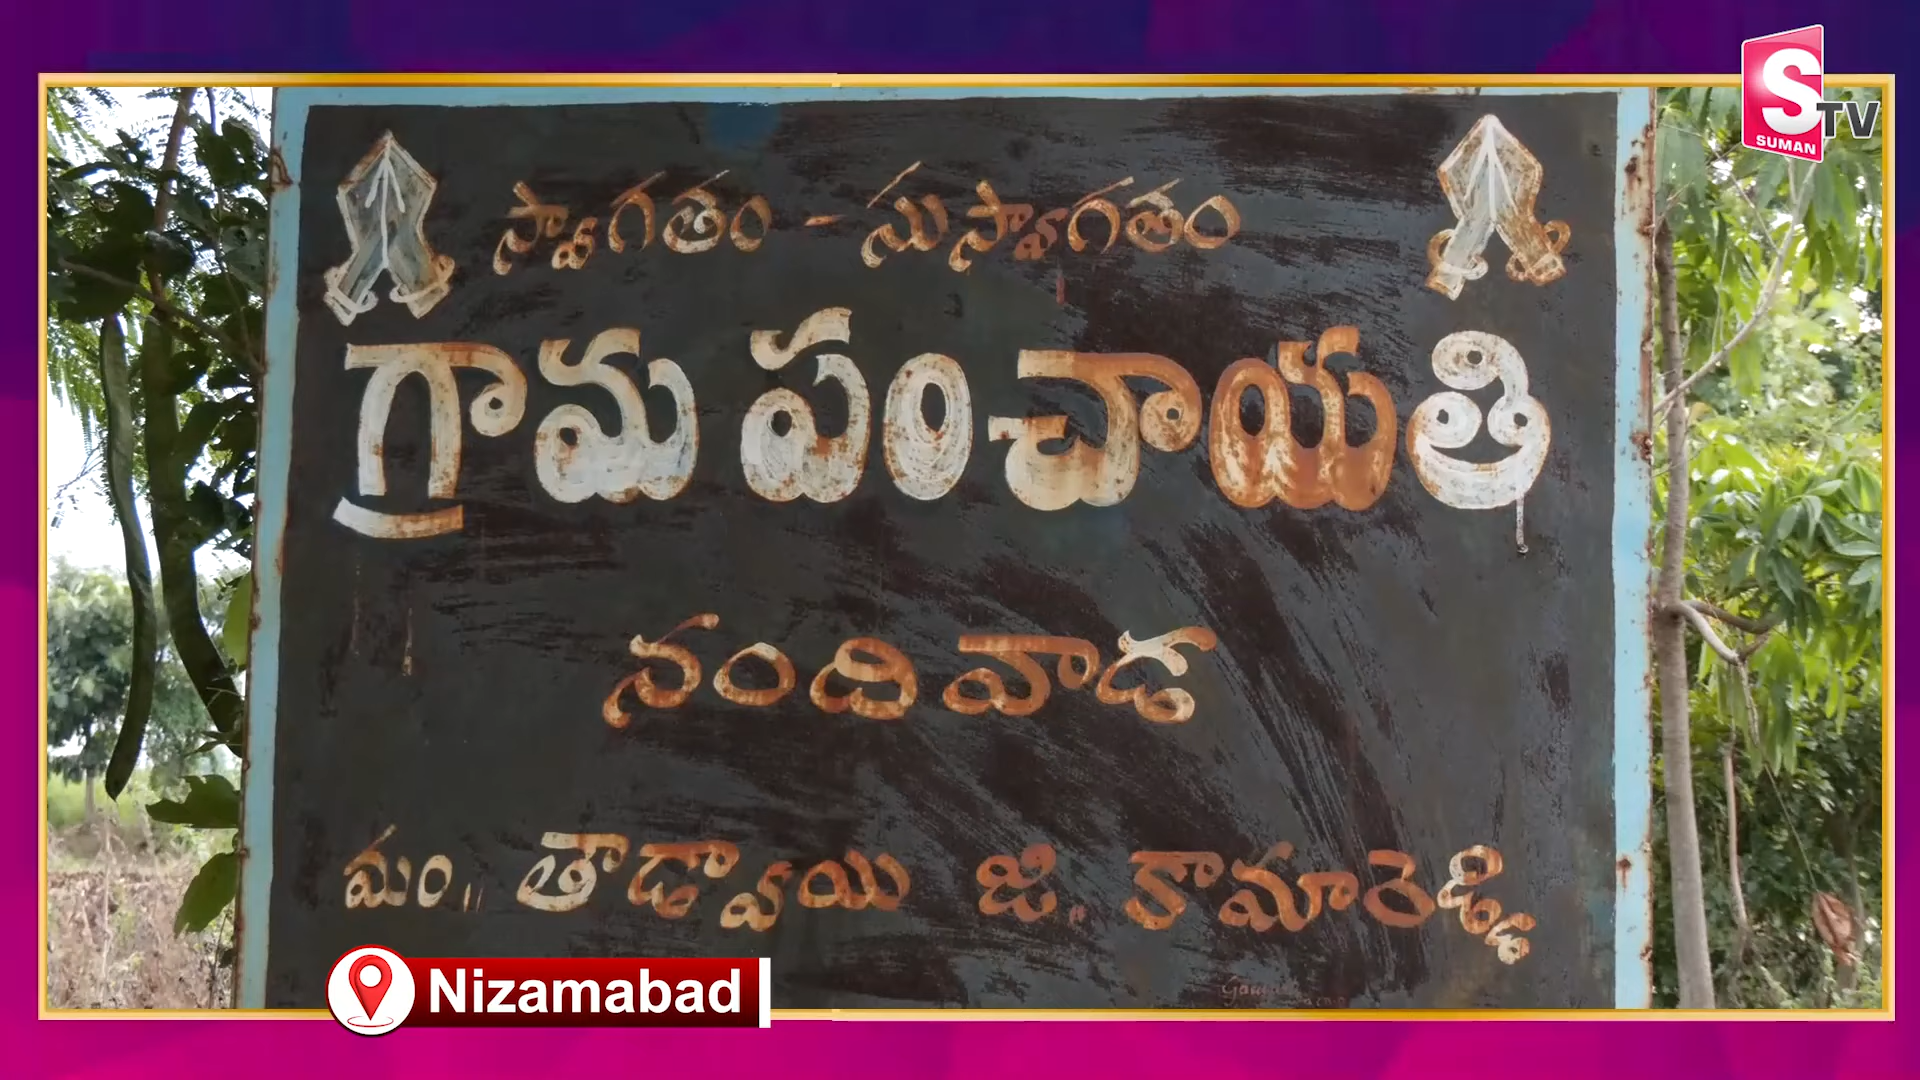 S
TV
SUMAN
స్వాగతం - సుస్వాగతం
గ్రామ పంచాయతి
నందివాడ
మం,, తాడ్వాయి జి. కామారెడ్డి
Nizamabad